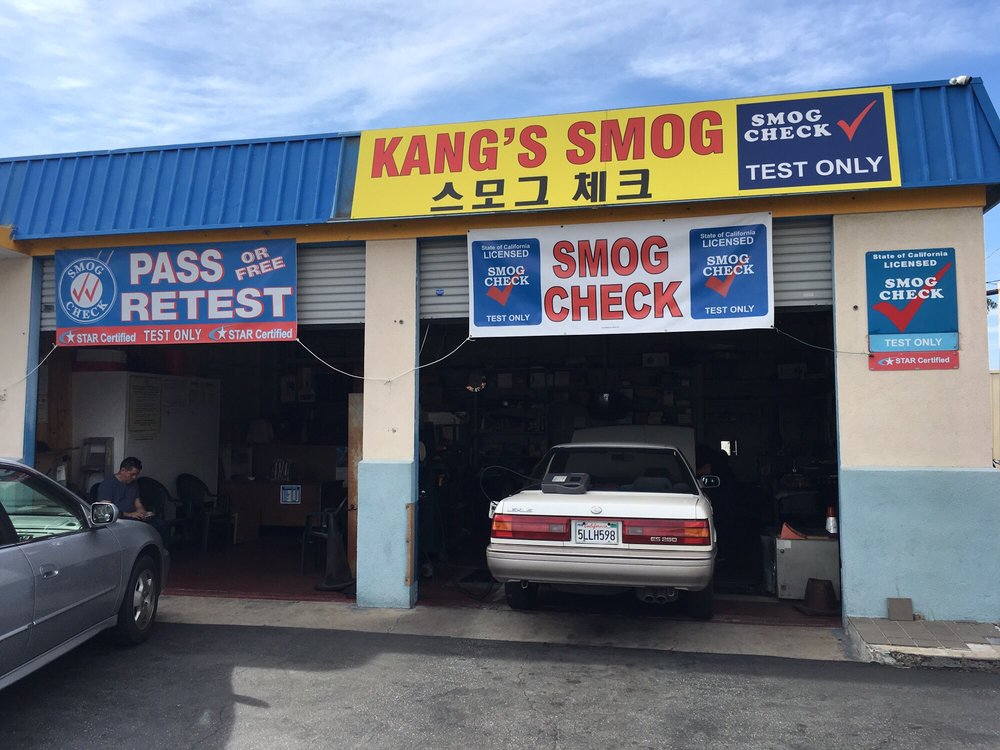 KANG'S SMOG
스모그 체크
SMOG
CHECK
TEST ONLY
SMOG
CHECK
PASS OR
FREE
RETEST
STAR Certified TEST ONLY STAR Certified
State of California
LICENSED
SMOG
CHECK
TEST ONLY
SMOG
CHECK
State of California
LICENSED
SMOG
CHECK
TEST ONLY
State of California
LICENSED
SMOG
CHECK
TEST ONLY
STAR Certified
5LLH598
ES 250